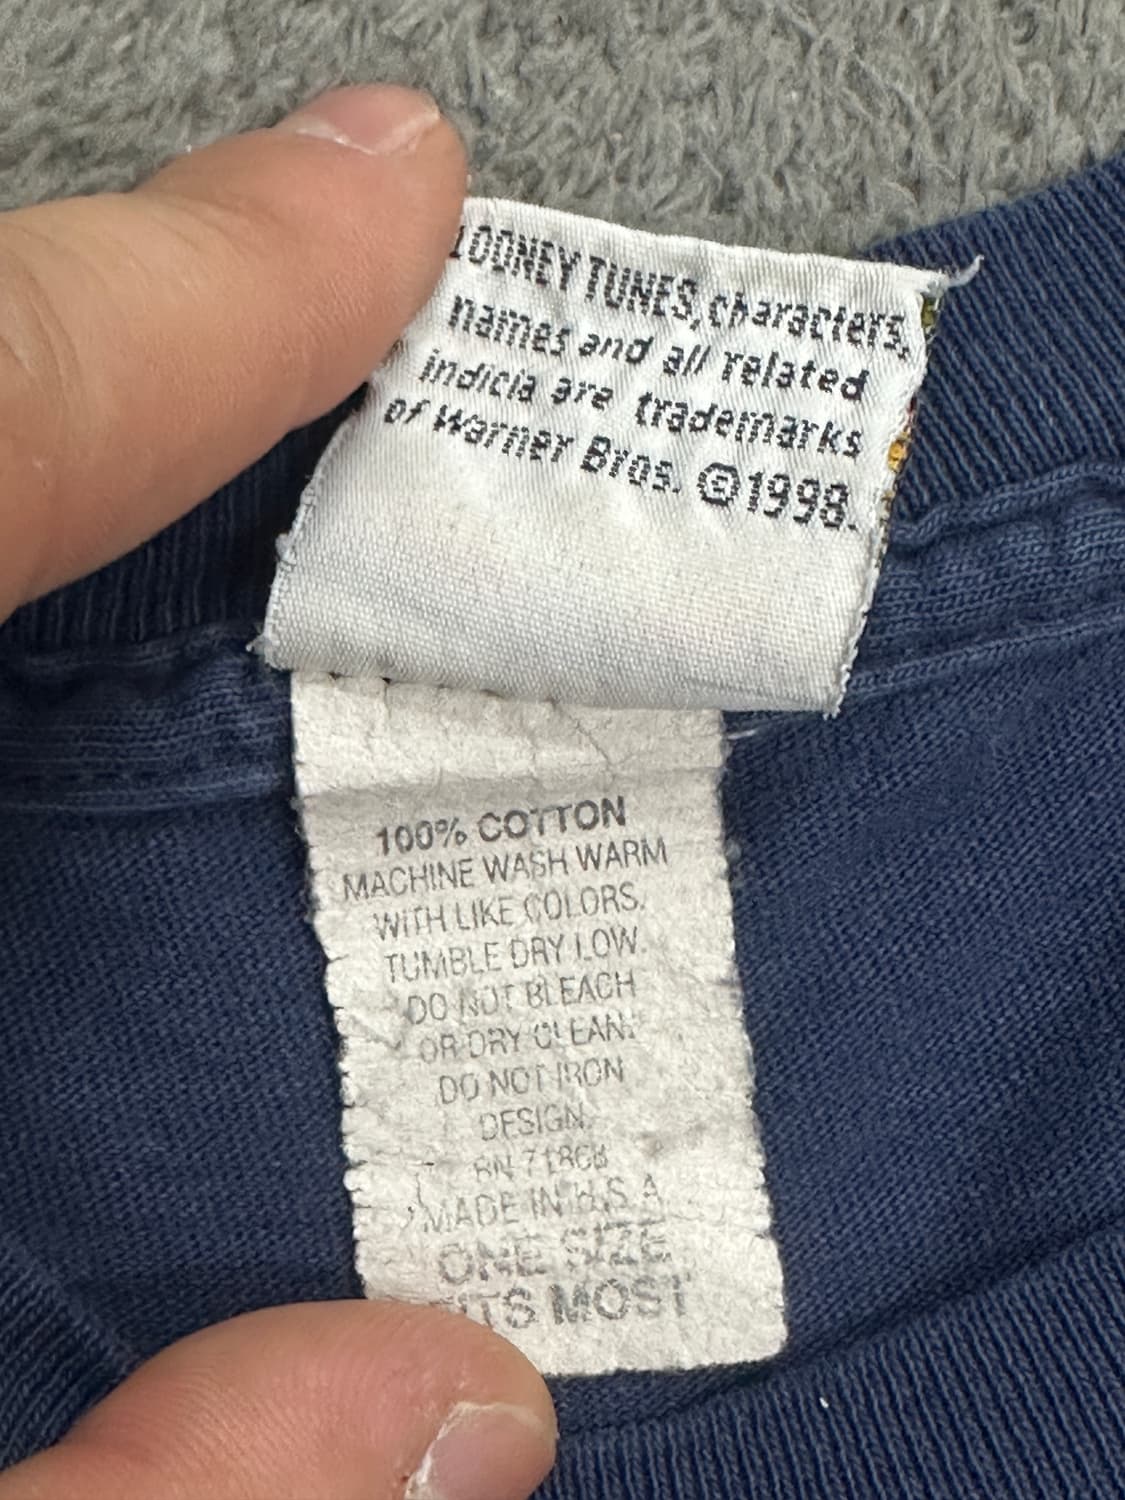 LOONEY TUNES, characters,
names and all related
indicia are trademarks
of Warner Bros. ©1998.
100% COTTON
MACHINE WASH WARM
WITH LIKE COLORS.
TUMBLE DRY LOW.
DO NOT BLEACH
OR DRY CLEAN.
DO NOT IRON
DESIGN.
RN
MADE IN U.S.A.
ONE SIZE
FITS MOST